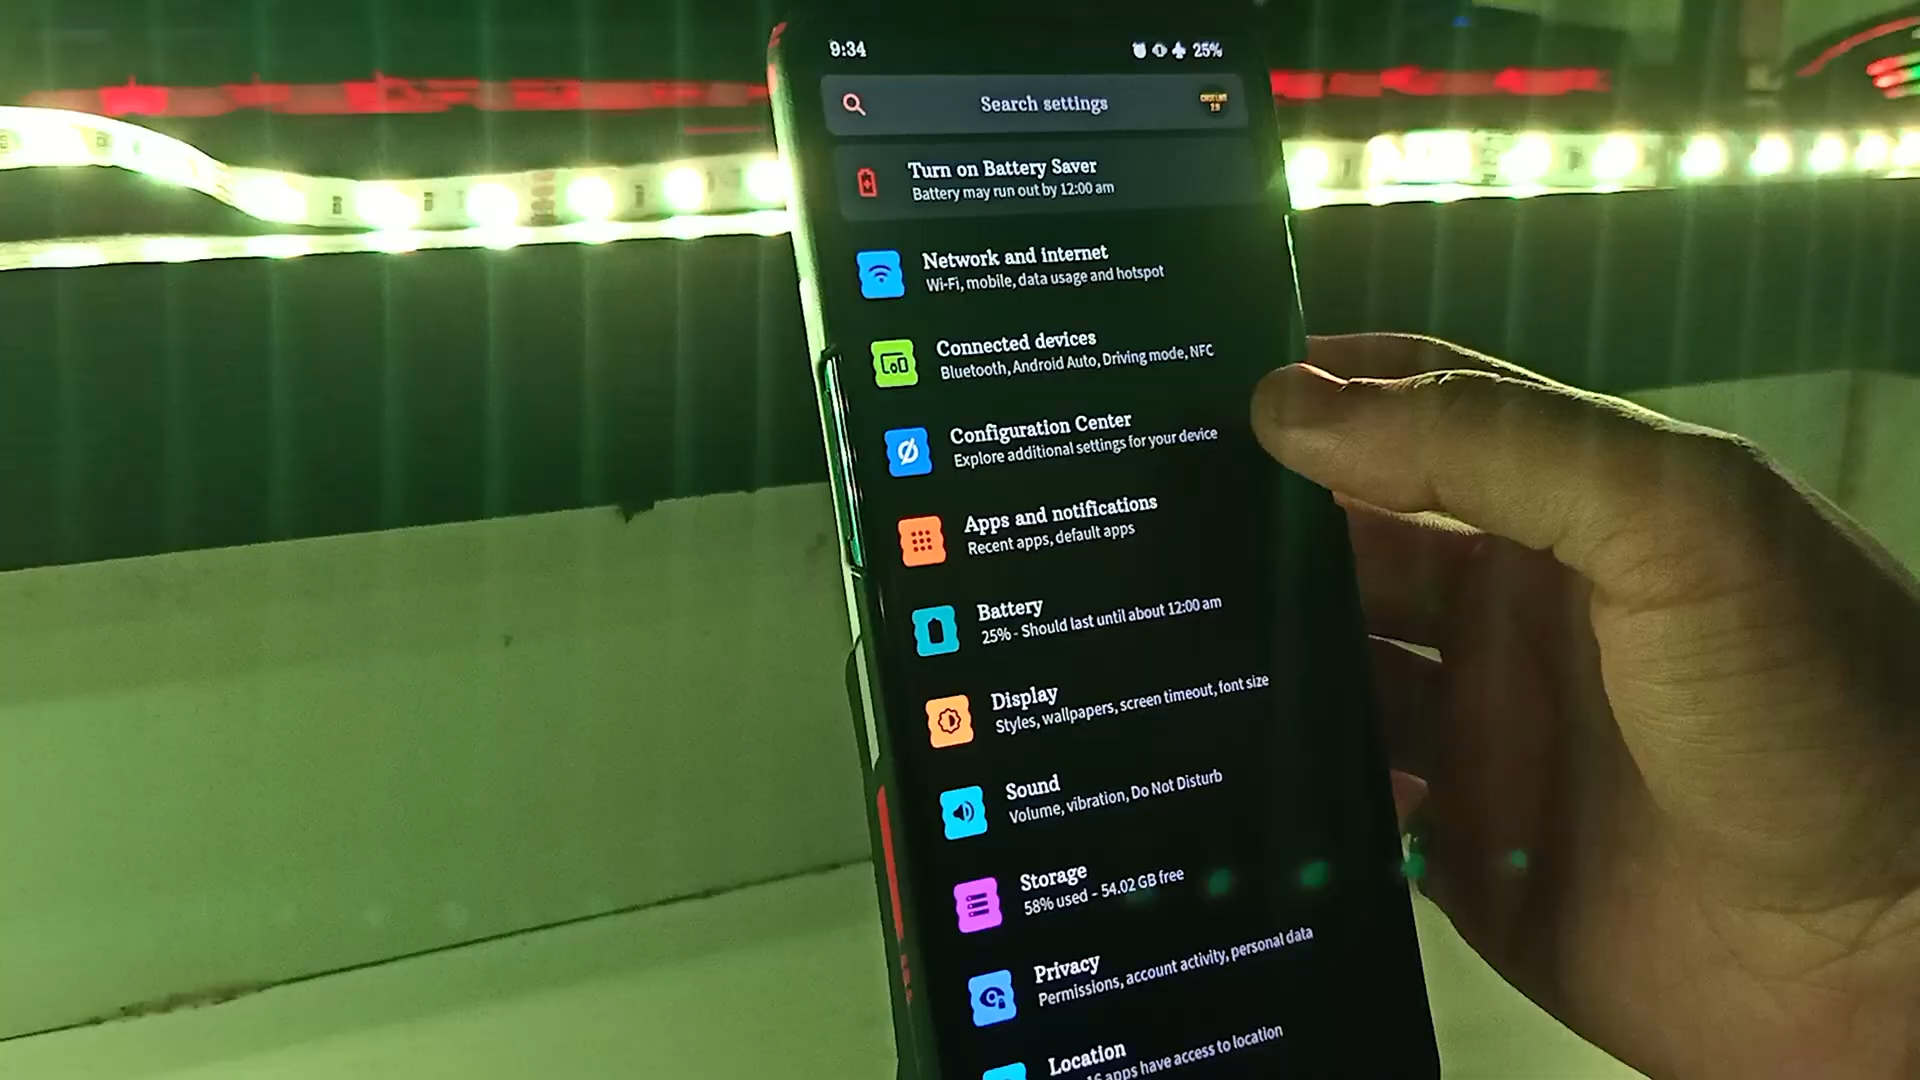 9:34
25%
Search settings
Turn on Battery Saver
Battery may run out by 12:00 am
Network and internet
Wi-Fi, mobile, data usage and hotspot
Connected devices
Bluetooth, Android Auto, Driving mode, NFC
Configuration Center
Explore additional settings for your device
Apps and notifications
Recent apps, default apps
Battery
25% - Should last until about 12:00 am
Display
Styles, wallpapers, screen timeout, font size
Sound
Volume, vibration, Do Not Disturb
Storage
58% used - 54.02 GB free
Privacy
Permissions, account activity, personal data
Location
apps have access to location